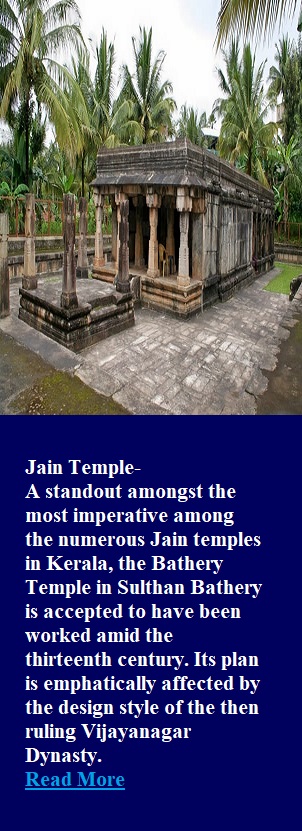 Jain Temple-
A standout amongst the
most imperative among
the numerous Jain temples
in Kerala, the Bathery
Temple in Sulthan Bathery
is accepted to have been
worked amid the
thirteenth century. Its plan
is emphatically affected by
the design style of the then
ruling Vijayanagar
Dynasty.
Read More